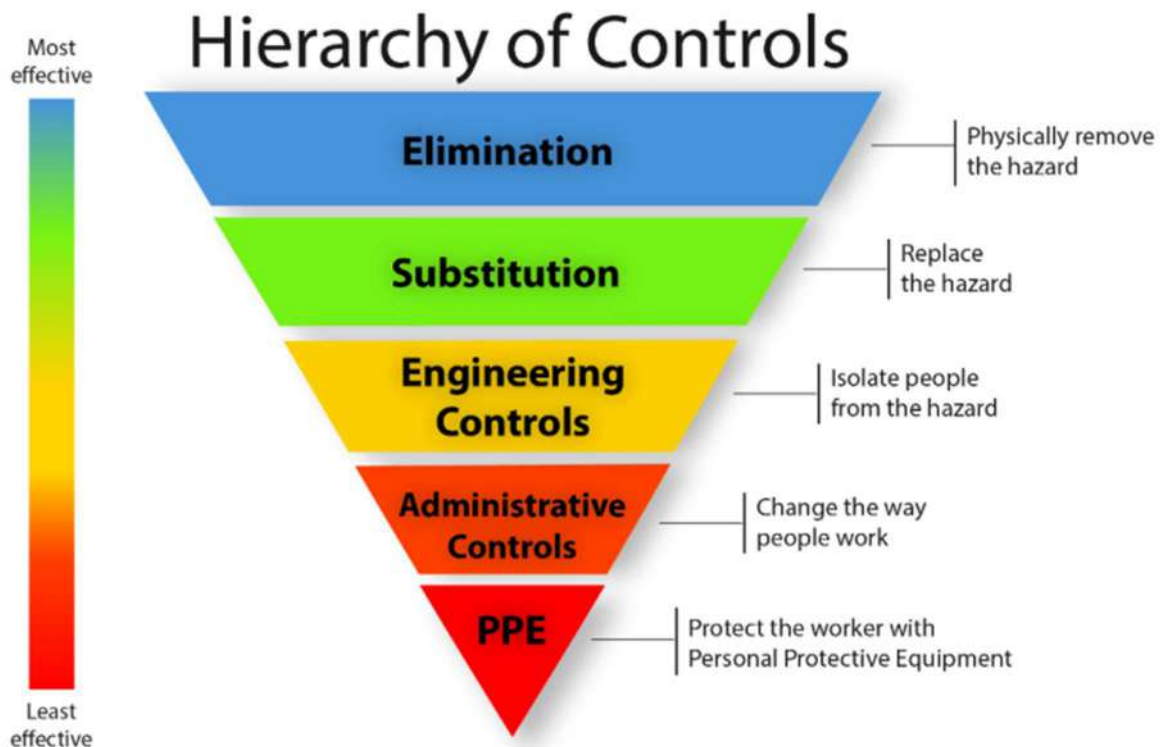 Hierarchy of Controls
Most
effective
Elimination
Physically remove
the hazard
Substitution
Replace
the hazard
Engineering
Controls
Isolate people
from the hazard
Administrative
Controls
Change the way
people work
PPE
Protect the worker with
Personal Protective Equipment
Least
effective